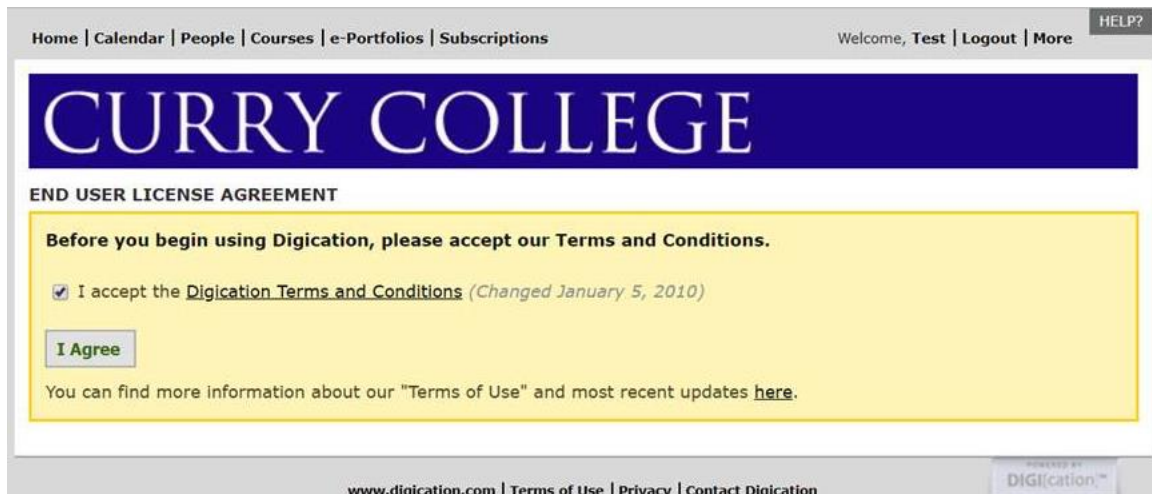 HELP?
Home | Calendar | People | Courses | e-Portfolios | Subscriptions
Welcome, Test | Logout | More
CURRY COLLEGE
END USER LICENSE AGREEMENT
Before you begin using Digication, please accept our Terms and Conditions.
I accept the Digication Terms and Conditions (Changed January 5, 2010)
I Agree
You can find more information about our "Terms of Use" and most recent updates here.
POWERED BY
DIGI[cation]™
www.digication.com | Terms of Use | Privacy | Contact Digication